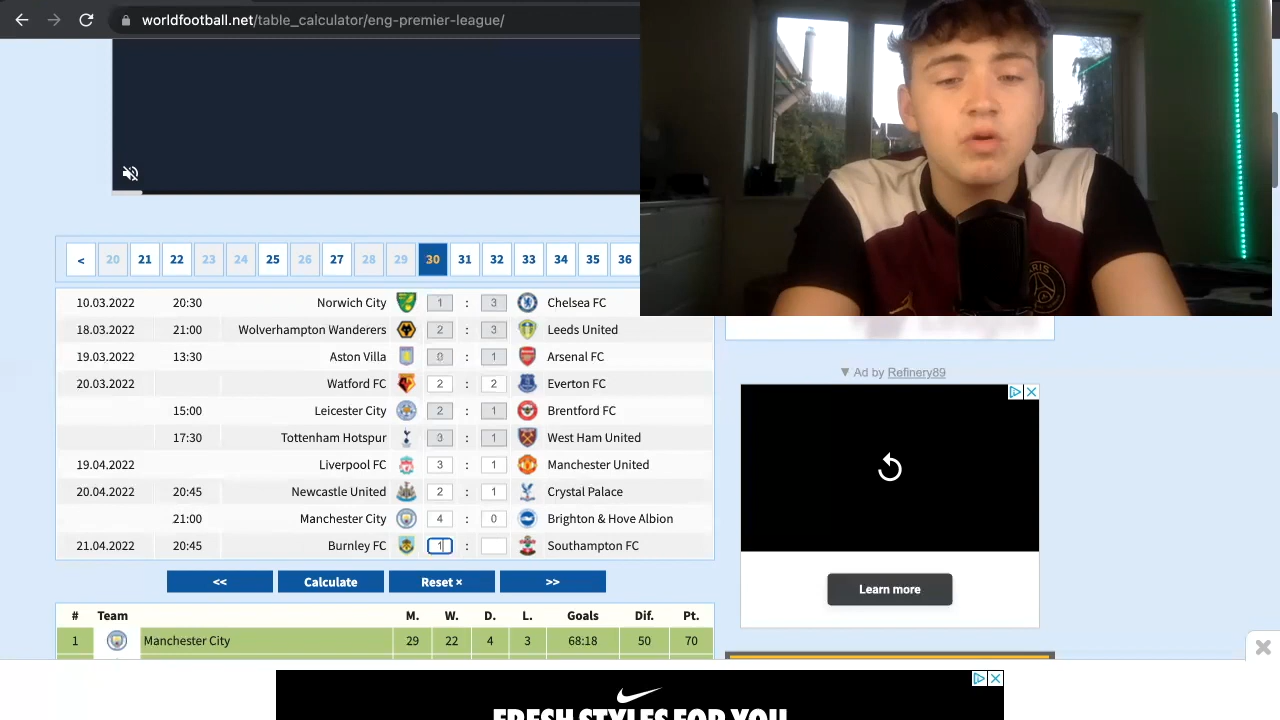 worldfootball.net/table_calculator/eng-premier-league/
< 20 21 22 23 24 25 26 27 28 29 30 31 32 33 34 35 36
10.03.2022 20:30 Norwich City 1 : 3 Chelsea FC
18.03.2022 21:00 Wolverhampton Wanderers 2 : 3 Leeds United
19.03.2022 13:30 Aston Villa 0 : 1 Arsenal FC
20.03.2022 Watford FC 2 : 2 Everton FC
15:00 Leicester City 2 : 1 Brentford FC
17:30 Tottenham Hotspur 3 : 1 West Ham United
19.04.2022 Liverpool FC 3 : 1 Manchester United
20.04.2022 20:45 Newcastle United 2 : 1 Crystal Palace
21:00 Manchester City 4 : 0 Brighton & Hove Albion
21.04.2022 20:45 Burnley FC 1 : Southampton FC
<< Calculate Reset × >>
# Team M. W. D. L. Goals Dif. Pt.
1 Manchester City 29 22 4 3 68:18 50 70
▼ Ad by Refinery89
Learn more
FRESH STYLES FOR YOU
PARIS